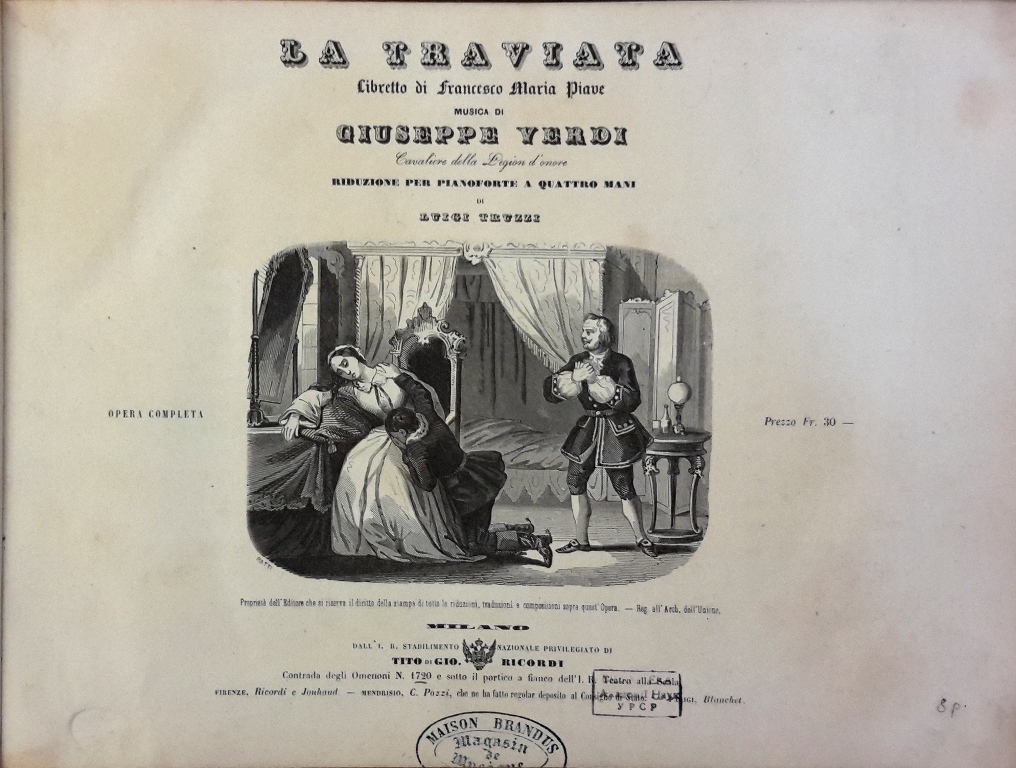 LA TRAVIATA
Libretto di Francesco Maria Piave
MUSICA DI
GIUSEPPE VERDI
Cavaliere della Legion d'onore
RIDUZIONE PER PIANOFORTE A QUATTRO MANI
DI
LUIGI TRUZZI
OPERA COMPLETA
Prezzo Fr. 30 —
RATTI
Proprietà dell'Editore che si riserva il diritto della stampa di tutte le riduzioni, traduzioni e composizioni sopra quest'Opera. — Reg. all'Arch. dell'Unione.
MILANO
DALL'I. R. STABILIMENTO NAZIONALE PRIVILEGIATO DI
TITO DI GIO. RICORDI
Contrada degli Omenoni N. 1720 e sotto il portico a fianco dell'I. R. Teatro alla Scala
FIRENZE, Ricordi e Jouhaud — MENDRISIO, C. Pozzi, che ne ha fatto regolar deposito al Consiglio di Stato. Blanchet.
УРСР
8 P
MAISON BRANDUS
Magasin
de